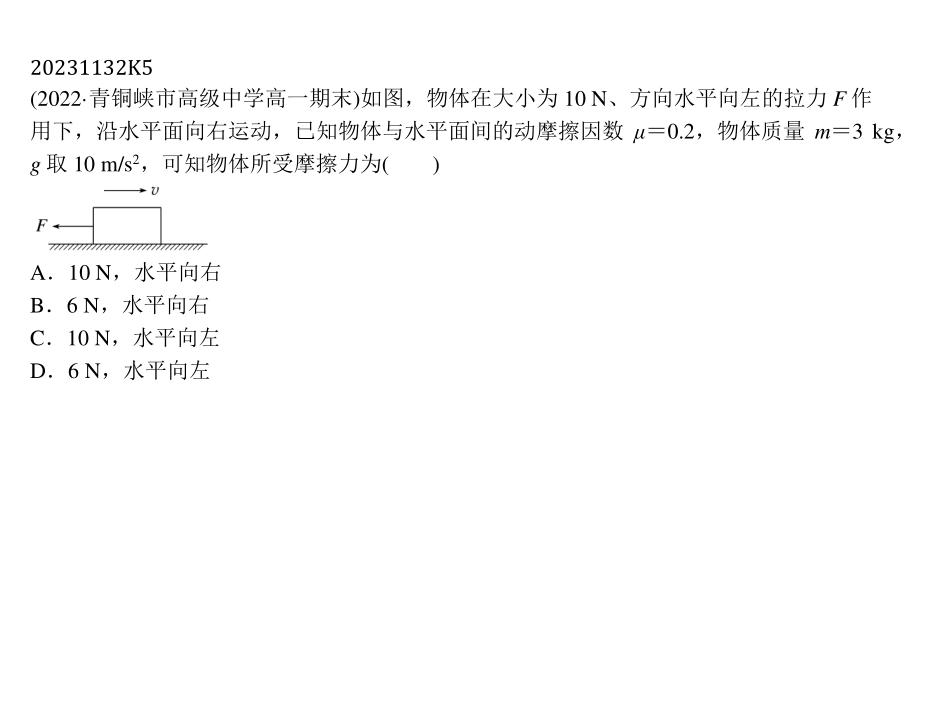 20231132K5
(2022·青铜峡市高级中学高一期末)如图，物体在大小为 10 N、方向水平向左的拉力 F 作
用下，沿水平面向右运动，已知物体与水平面间的动摩擦因数 μ＝0.2，物体质量 m＝3 kg，
g 取 10 m/s²，可知物体所受摩擦力为(　　)
v
F
A．10 N，水平向右
B．6 N，水平向右
C．10 N，水平向左
D．6 N，水平向左